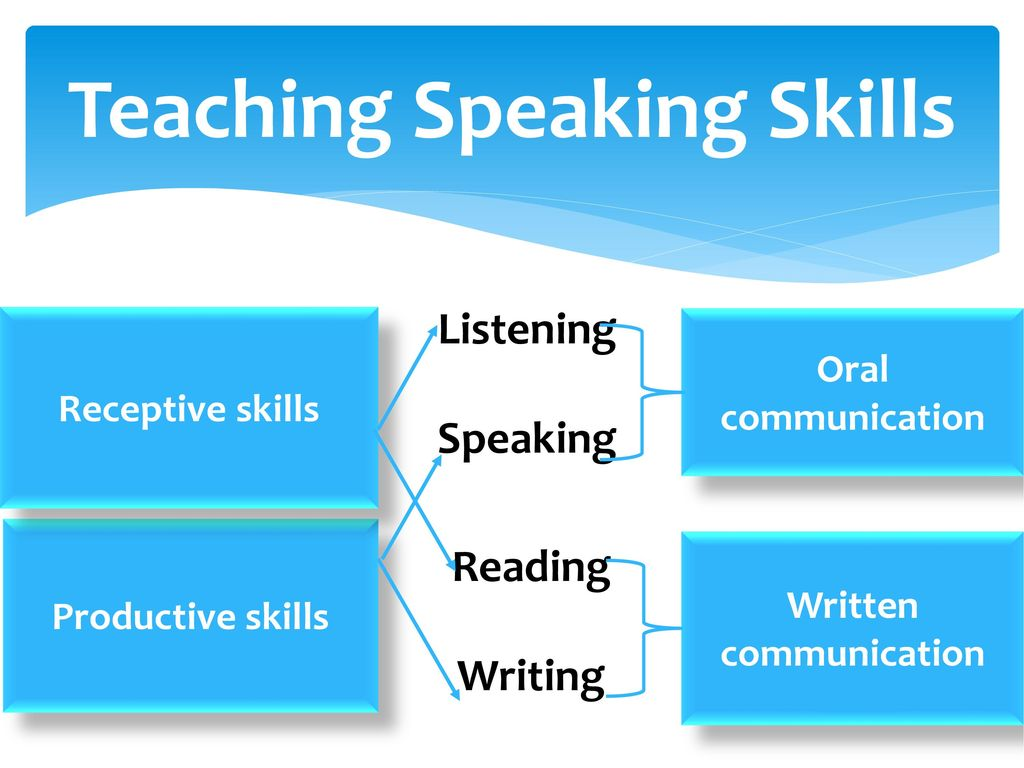 Teaching Speaking Skills
Receptive skills
Productive skills
Listening
Speaking
Reading
Writing
Oral
communication
Written
communication